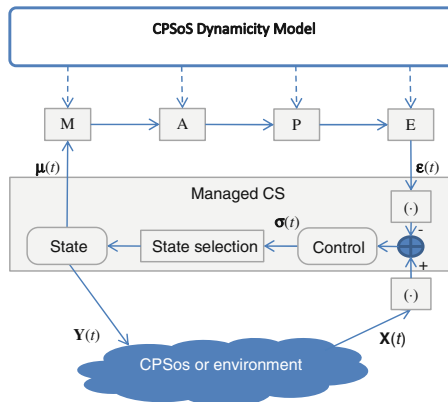 CPSoS Dynamicity Model
M A P E
μ(t) ε(t)
Managed CS
(·)
σ(t) -
State State selection Control
+
(·)
Y(t) X(t)
CPSos or environment